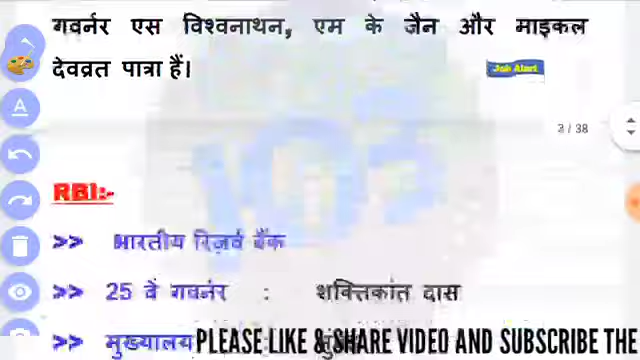 गवर्नर एस विश्वनाथन, एम के जैन और माइकल
देवव्रत पात्रा हैं।
Job Alert
3 / 38
RBI:-
>> भारतीय रिज़र्व बैंक
>> 25 वें गवर्नर : शक्तिकांत दास
>> मुख्यालय
PLEASE LIKE & SHARE VIDEO AND SUBSCRIBE THE